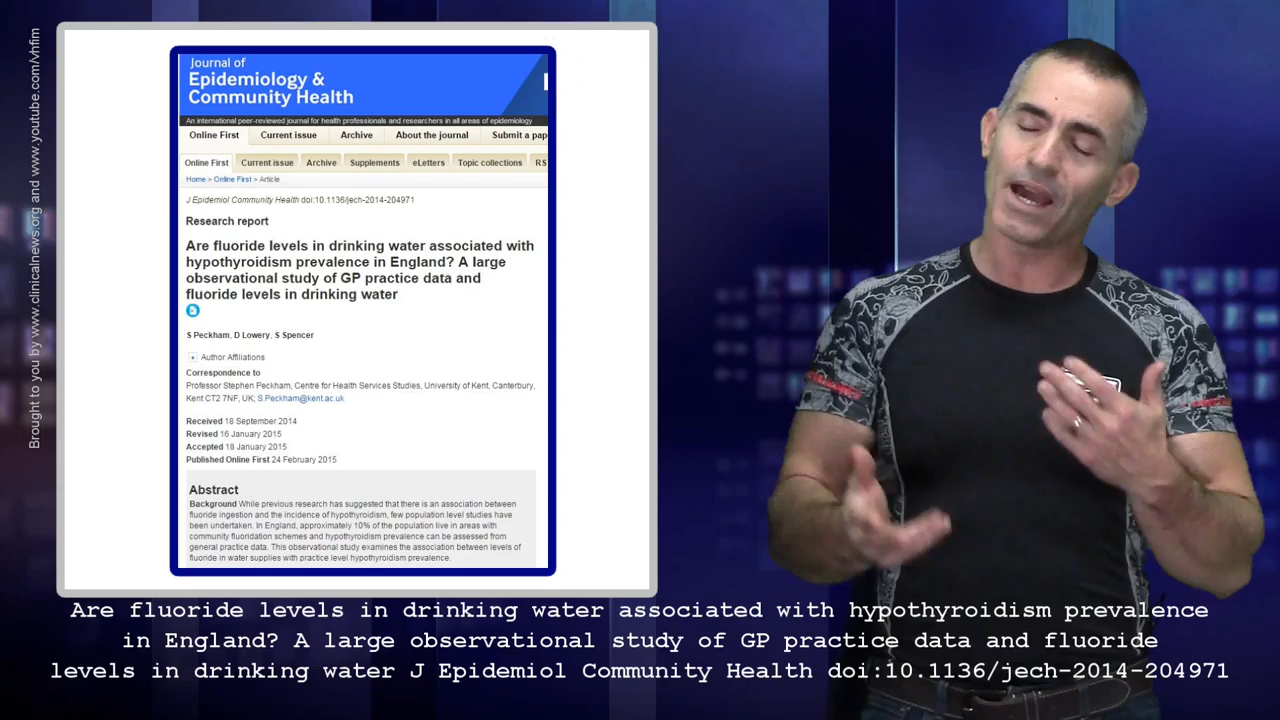 Brought to you by www.clinicalnews.org and www.youtube.com/vhfim
Journal of
Epidemiology &
Community Health
An international peer-reviewed journal for health professionals and researchers in all areas of epidemiology
Online First Current issue Archive About the journal Submit a pap
Online First Current issue Archive Supplements eLetters Topic collections RS
Home > Online First > Article
J Epidemiol Community Health doi:10.1136/jech-2014-204971
Research report
Are fluoride levels in drinking water associated with
hypothyroidism prevalence in England? A large
observational study of GP practice data and
fluoride levels in drinking water
S Peckham, D Lowery, S Spencer
+ Author Affiliations
Correspondence to
Professor Stephen Peckham, Centre for Health Services Studies, University of Kent, Canterbury,
Kent CT2 7NF, UK; S.Peckham@kent.ac.uk
Received 18 September 2014
Revised 16 January 2015
Accepted 18 January 2015
Published Online First 24 February 2015
Abstract
Background While previous research has suggested that there is an association between
fluoride ingestion and the incidence of hypothyroidism, few population level studies have
been undertaken. In England, approximately 10% of the population live in areas with
community fluoridation schemes and hypothyroidism prevalence can be assessed from
general practice data. This observational study examines the association between levels of
fluoride in water supplies with practice level hypothyroidism prevalence.
Are fluoride levels in drinking water associated with hypothyroidism prevalence
in England? A large observational study of GP practice data and fluoride
levels in drinking water J Epidemiol Community Health doi:10.1136/jech-2014-204971